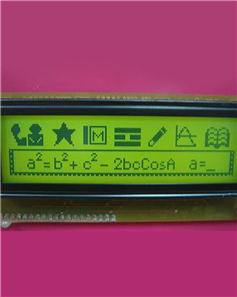 M
a²=b²+c²-2bcCosA a=_